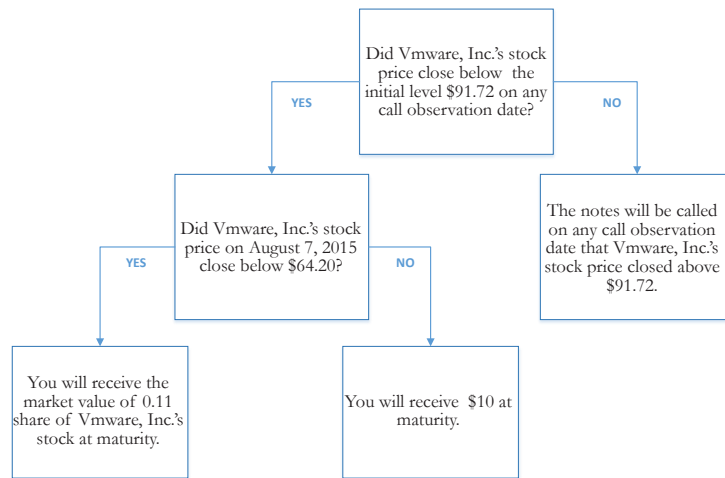 Did Vmware, Inc.'s stock
price close below the
initial level $91.72 on any
call observation date?
YES
NO
Did Vmware, Inc.'s stock
price on August 7, 2015
close below $64.20?
The notes will be called
on any call observation
date that Vmware, Inc.'s
stock price closed above
$91.72.
YES
NO
You will receive the
market value of 0.11
share of Vmware, Inc.'s
stock at maturity.
You will receive $10 at
maturity.